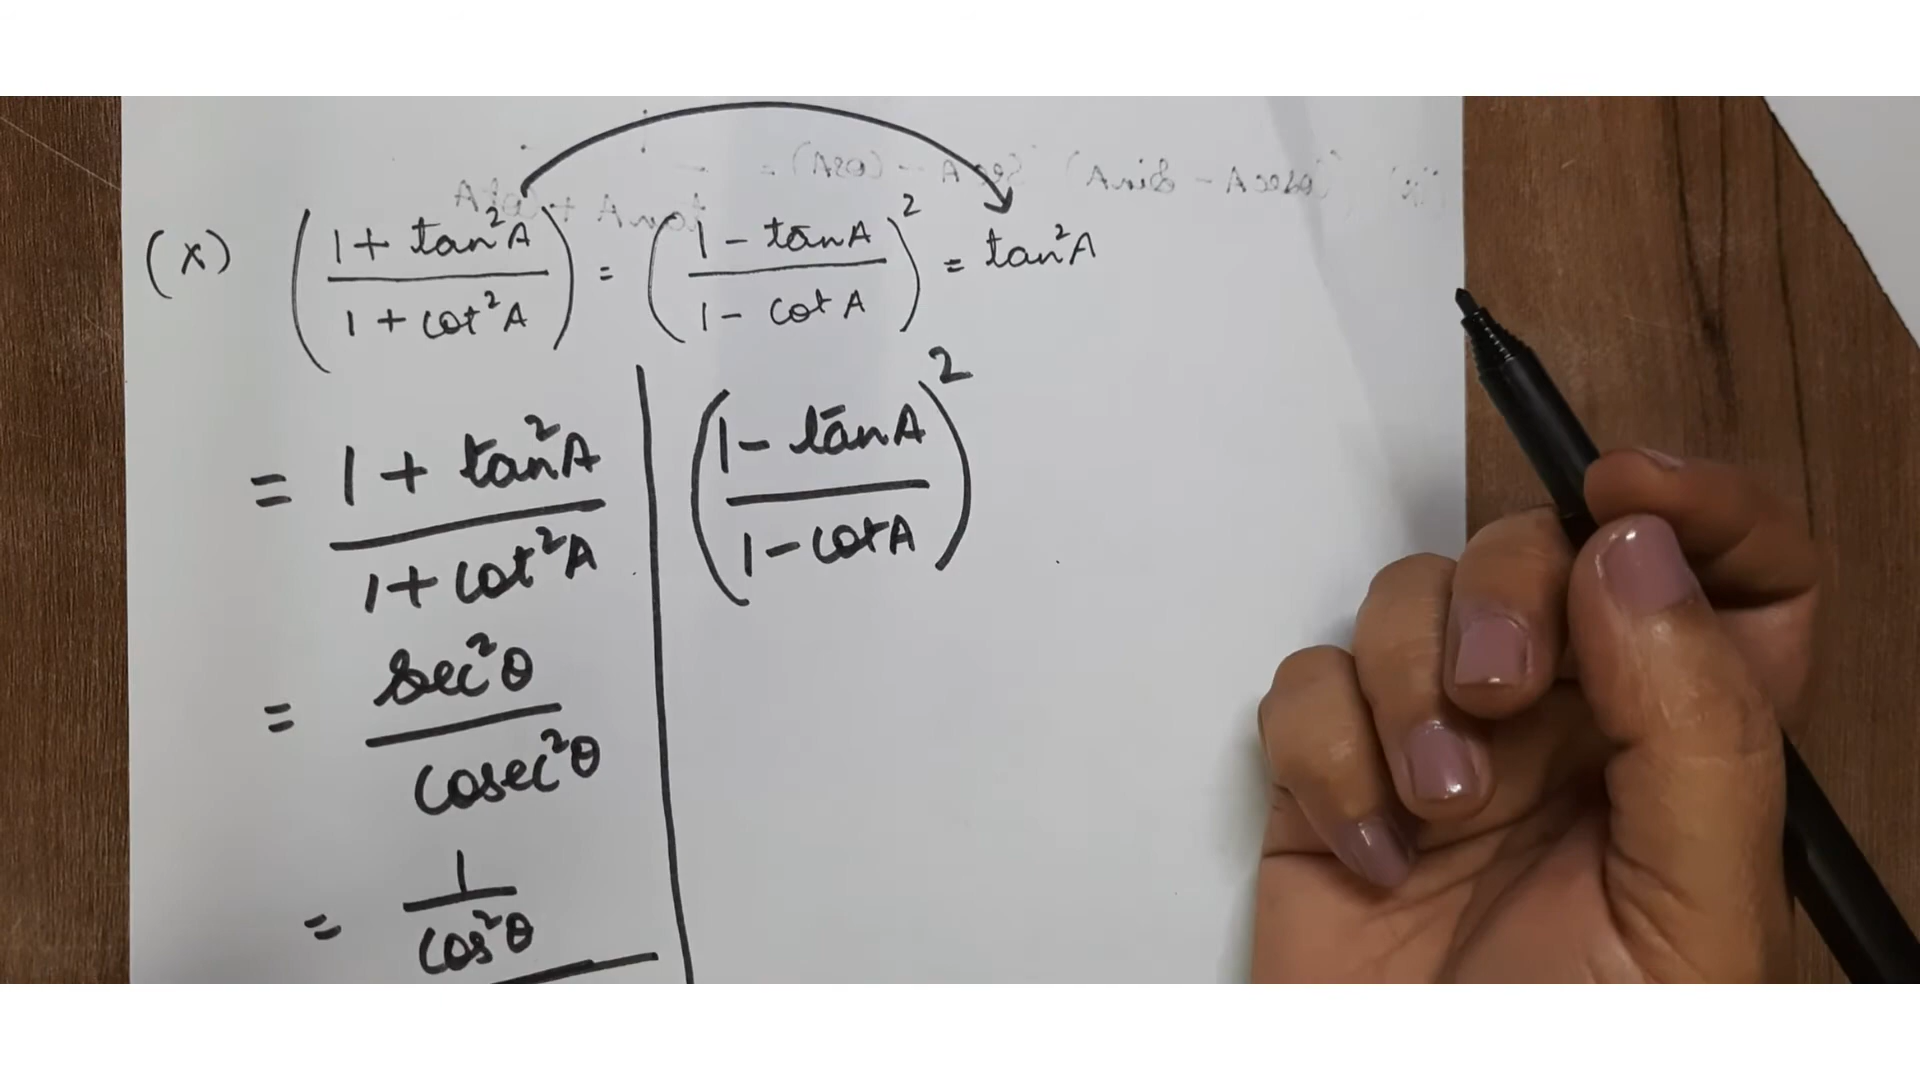 (x) ((1 + tan²A)/(1 + cot²A)) = ((1 - tanA)/(1 - cotA))² = tan²A
= (1 + tan²A)/(1 + cot²A)
((1 - tanA)/(1 - cotA))²
= sec²θ/cosec²θ
= 1/cos²θ